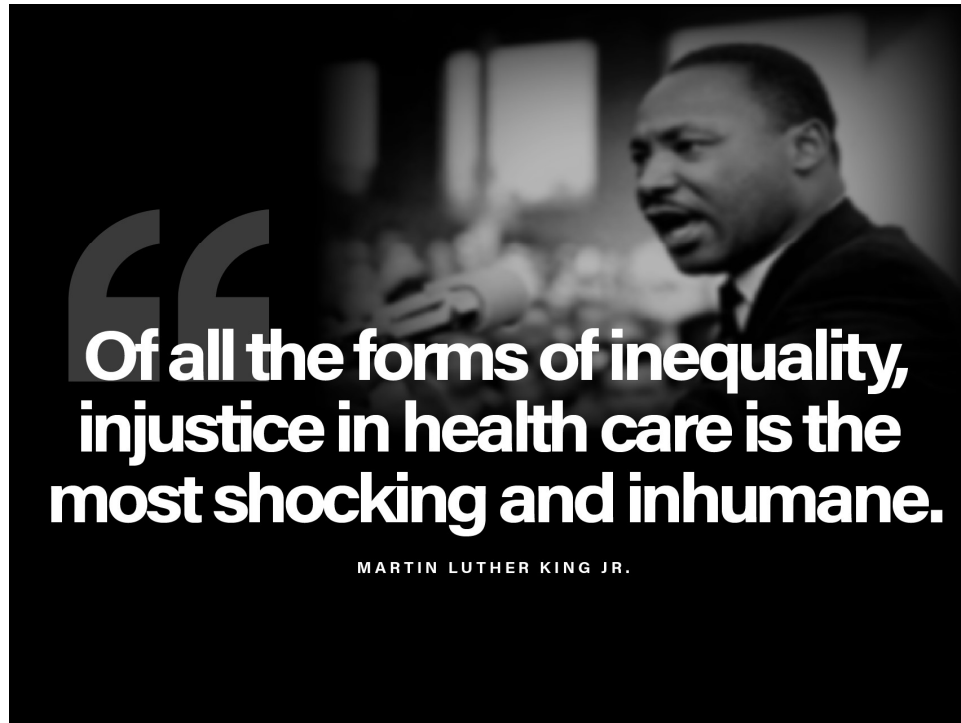 Of all the forms of inequality,
injustice in health care is the
most shocking and inhumane.
MARTIN LUTHER KING JR.